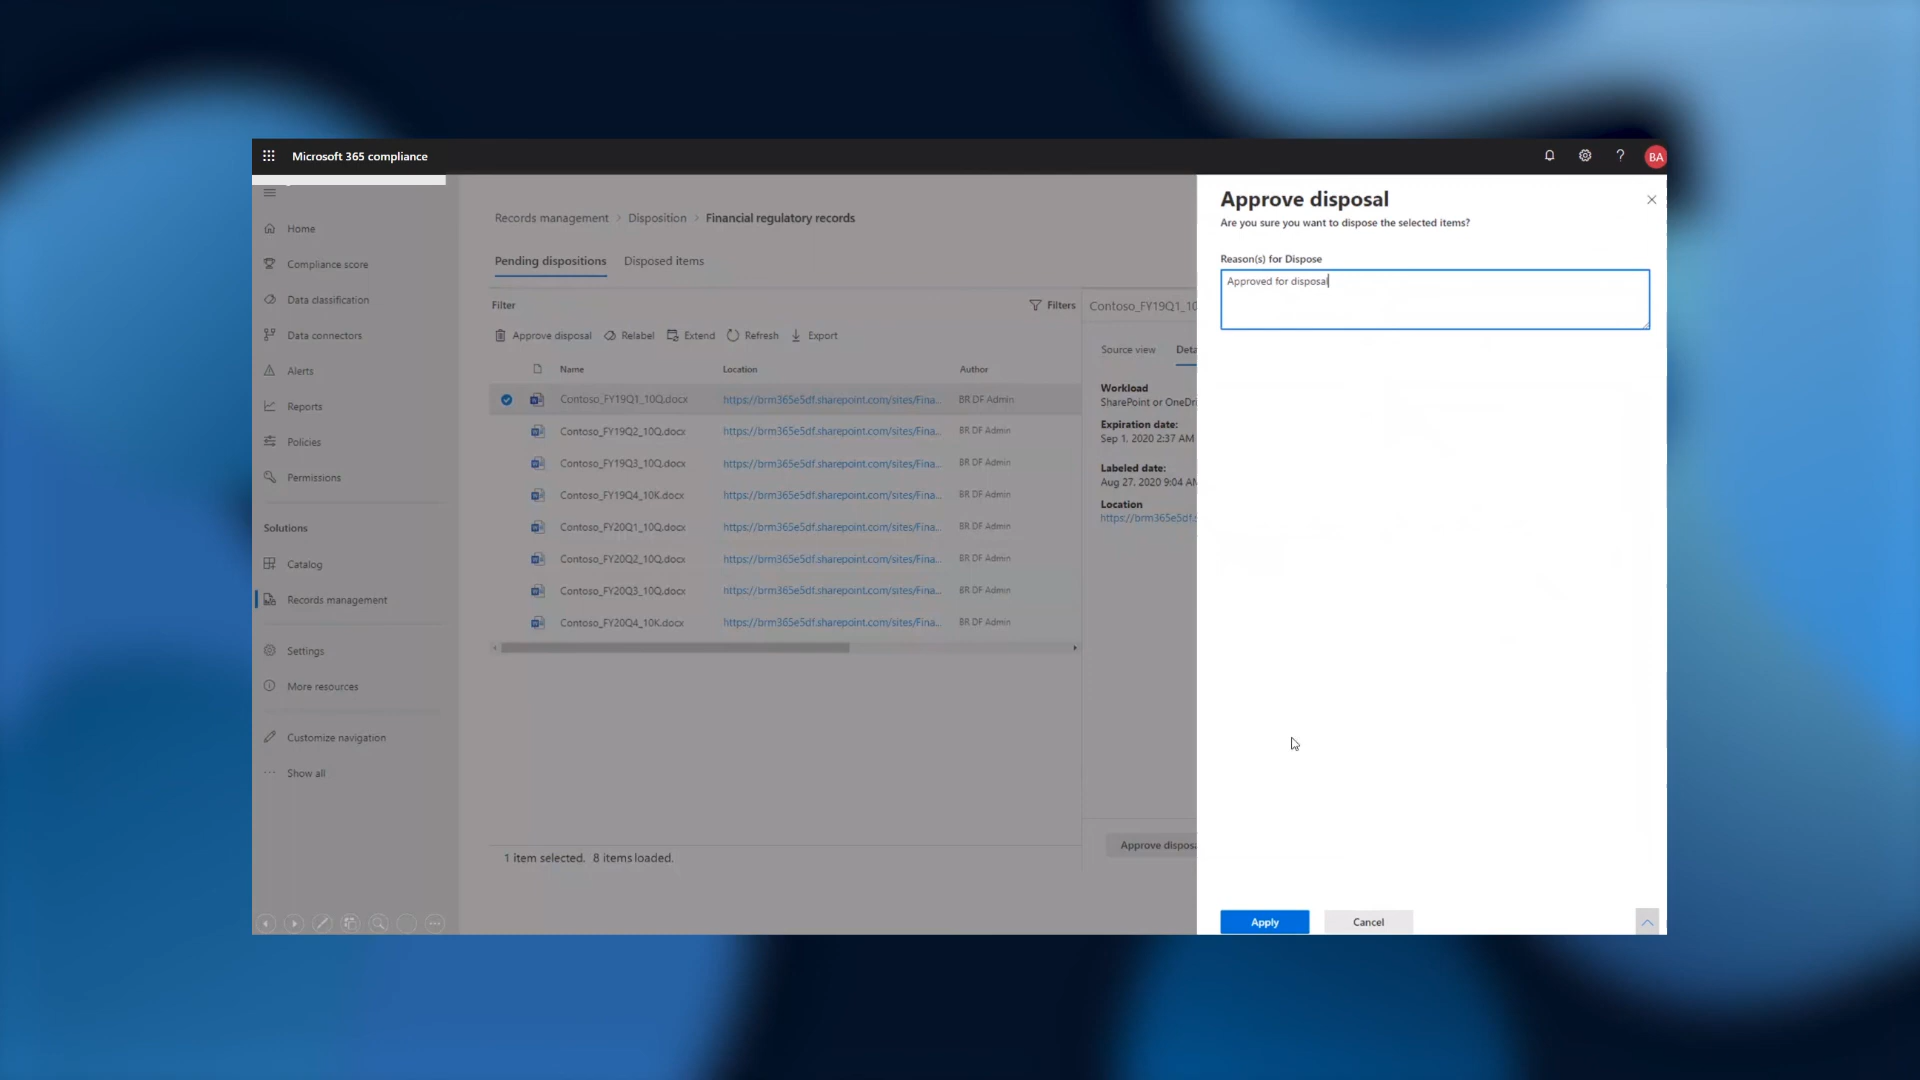 Microsoft 365 compliance
BA
Home
Compliance score
Data classification
Data connectors
Alerts
Reports
Policies
Permissions
Solutions
Catalog
Records management
Settings
More resources
Customize navigation
Show all
Records management > Disposition > Financial regulatory records
Pending dispositions Disposed items
Filter
Filters
Approve disposal Relabel Extend Refresh Export
Name Location Author
Contoso_FY19Q1_10Q.docx https://brm365e5df.sharepoint.com/sites/Fina... BR DF Admin
Contoso_FY19Q2_10Q.docx https://brm365e5df.sharepoint.com/sites/Fina... BR DF Admin
Contoso_FY19Q3_10Q.docx https://brm365e5df.sharepoint.com/sites/Fina... BR DF Admin
Contoso_FY19Q4_10K.docx https://brm365e5df.sharepoint.com/sites/Fina... BR DF Admin
Contoso_FY20Q1_10Q.docx https://brm365e5df.sharepoint.com/sites/Fina... BR DF Admin
Contoso_FY20Q2_10Q.docx https://brm365e5df.sharepoint.com/sites/Fina... BR DF Admin
Contoso_FY20Q3_10Q.docx https://brm365e5df.sharepoint.com/sites/Fina... BR DF Admin
Contoso_FY20Q4_10K.docx https://brm365e5df.sharepoint.com/sites/Fina... BR DF Admin
1 item selected. 8 items loaded.
Contoso_FY19Q1_10
Source view Deta
Workload
SharePoint or OneDri
Expiration date:
Sep 1, 2020 2:37 AM
Labeled date:
Aug 27, 2020 9:04 AM
Location
https://brm365e5df.s
Approve dispos
Approve disposal
Are you sure you want to dispose the selected items?
Reason(s) for Dispose
Approved for disposal
Apply Cancel